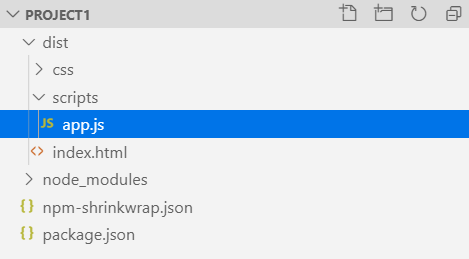 PROJECT1
dist
css
scripts
JS app.js
<> index.html
node_modules
{} npm-shrinkwrap.json
{} package.json